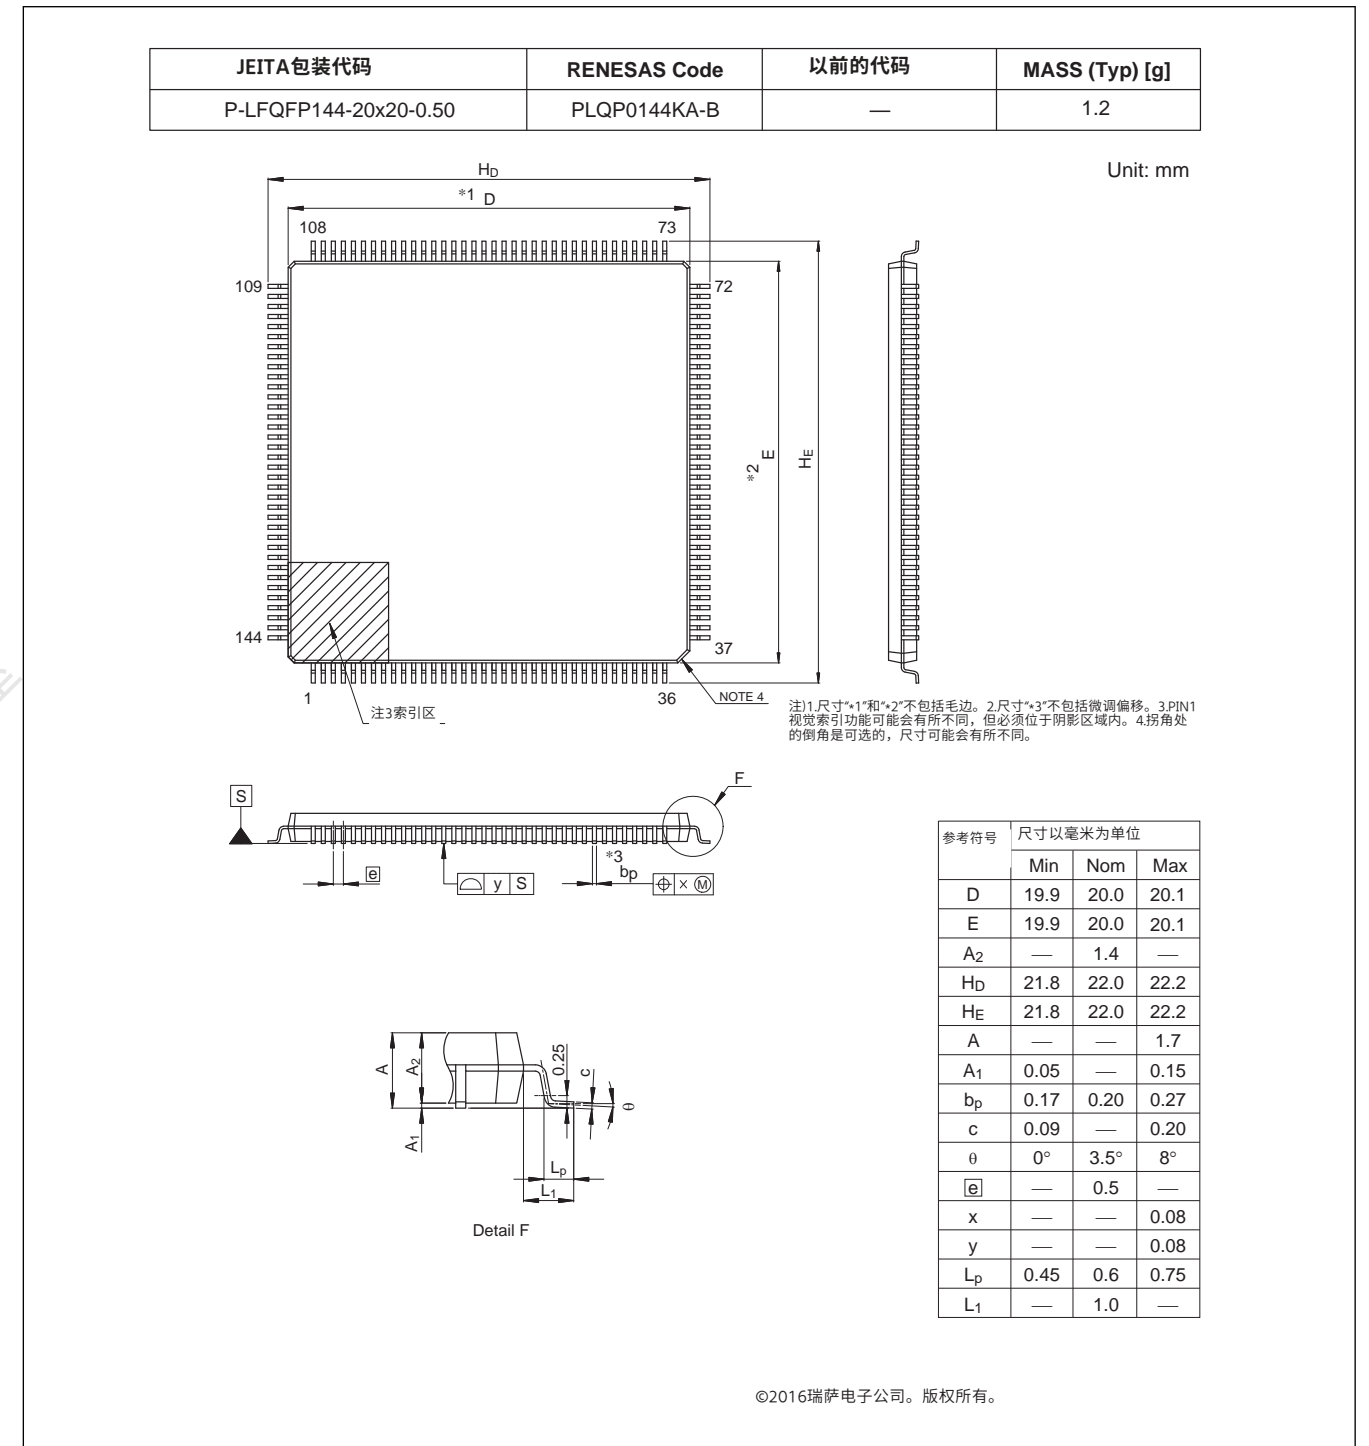 JEITA包装代码 RENESAS Code 以前的代码 MASS (Typ) [g]
P-LFQFP144-20x20-0.50 PLQP0144KA-B — 1.2
Unit: mm
HD
*1 D
108 73
109 72
*2 E
HE
144 37
1 36
NOTE 4
注3索引区
注)1.尺寸“*1”和“*2”不包括毛边。2.尺寸“*3”不包括微调偏移。3.PIN1
视觉索引功能可能会有所不同，但必须位于阴影区域内。4.拐角处
的倒角是可选的，尺寸可能会有所不同。
S
F
e
y S
*3
bp
× M
参考符号 尺寸以毫米为单位
Min Nom Max
D 19.9 20.0 20.1
E 19.9 20.0 20.1
A2 — 1.4 —
HD 21.8 22.0 22.2
HE 21.8 22.0 22.2
A — — 1.7
A1 0.05 — 0.15
bp 0.17 0.20 0.27
c 0.09 — 0.20
θ 0° 3.5° 8°
e — 0.5 —
x — — 0.08
y — — 0.08
Lp 0.45 0.6 0.75
L1 — 1.0 —
A
A2
A1
0.25
c
θ
Lp
L1
Detail F
©2016瑞萨电子公司。版权所有。